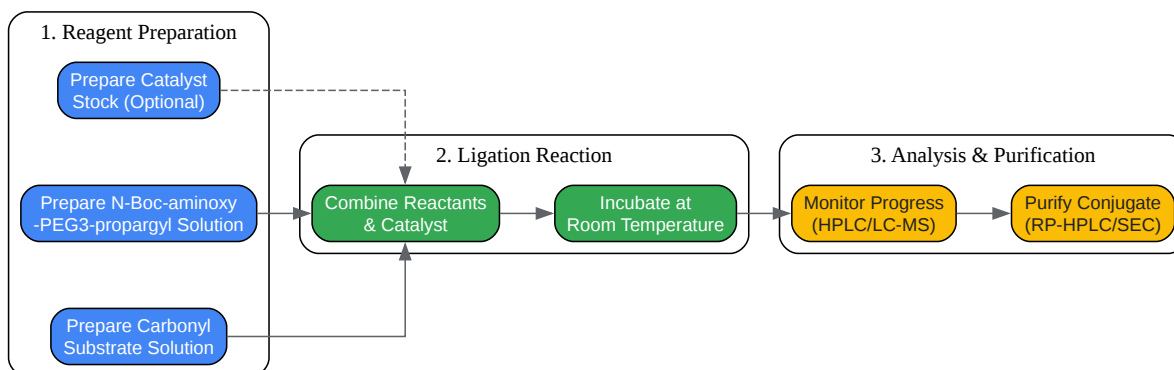 1. Reagent Preparation
Prepare Catalyst
Stock (Optional)
Prepare N-Boc-aminoxy
-PEG3-propargyl Solution
Prepare Carbonyl
Substrate Solution
2. Ligation Reaction
Combine Reactants
& Catalyst
Incubate at
Room Temperature
3. Analysis & Purification
Monitor Progress
(HPLC/LC-MS)
Purify Conjugate
(RP-HPLC/SEC)